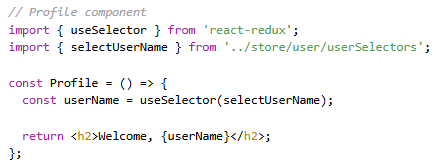 // Profile component
import { useSelector } from 'react-redux';
import { selectUserName } from '../store/user/userSelectors';

const Profile = () => {
  const userName = useSelector(selectUserName);

  return <h2>Welcome, {userName}</h2>;
};